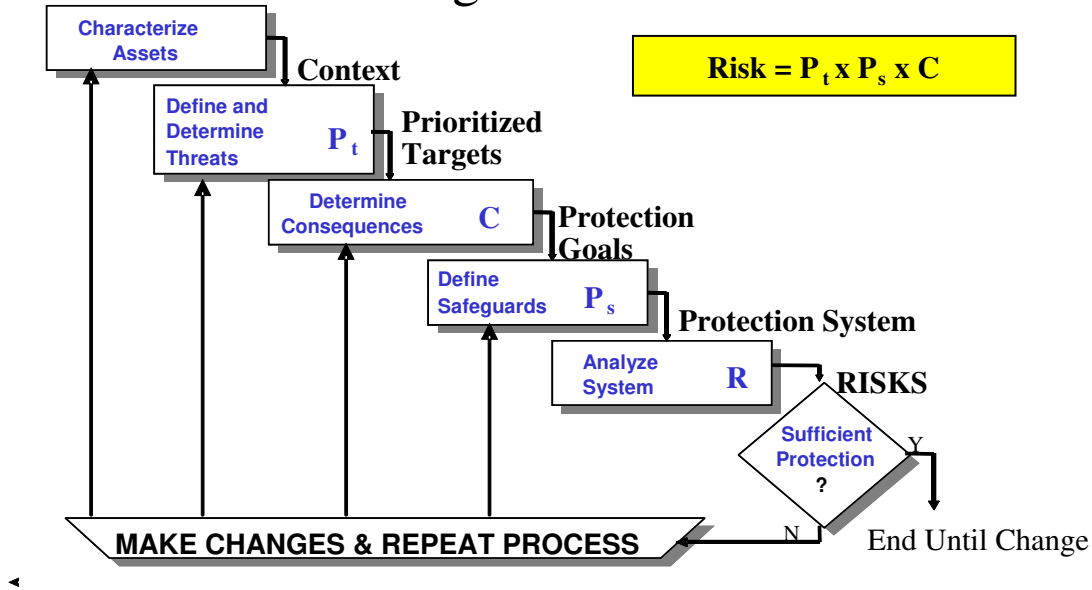 Characterize
Assets
Context
Risk = Pt x Ps x C
Define and
Determine
Threats
Pt
Prioritized
Targets
Determine
Consequences
C
Protection
Goals
Define
Safeguards
Ps
Protection System
Analyze
System
R
RISKS
Sufficient
Protection
?
Y
N
End Until Change
MAKE CHANGES & REPEAT PROCESS